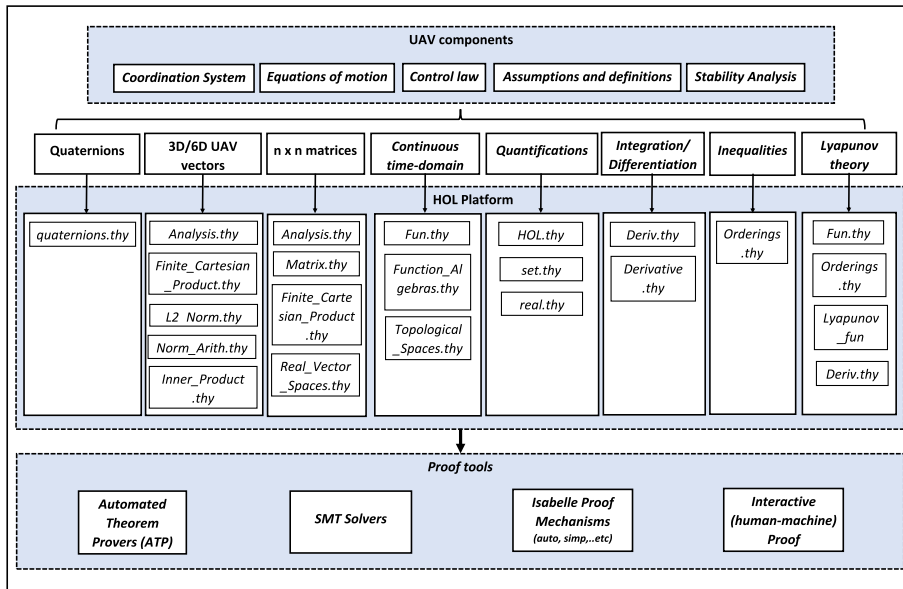 UAV components
Coordination System
Equations of motion
Control law
Assumptions and definitions
Stability Analysis
Quaternions
3D/6D UAV
vectors
n x n matrices
Continuous
time-domain
Quantifications
Integration/
Differentiation
Inequalities
Lyapunov
theory
HOL Platform
quaternions.thy
Analysis.thy
Finite_Cartesian
_Product.thy
L2_Norm.thy
Norm_Arith.thy
Inner_Product
.thy
Analysis.thy
Matrix.thy
Finite_Carte
sian_Product.thy
Real_Vector
_Spaces.thy
Fun.thy
Function_Al
gebras.thy
Topological
_Spaces.thy
HOL.thy
set.thy
real.thy
Deriv.thy
Derivative
.thy
Orderings
.thy
Fun.thy
Orderings
.thy
Lyapunov
_fun
Deriv.thy
Proof tools
Automated
Theorem
Provers (ATP)
SMT Solvers
Isabelle Proof
Mechanisms
(auto, simp,..etc)
Interactive
(human-machine)
Proof